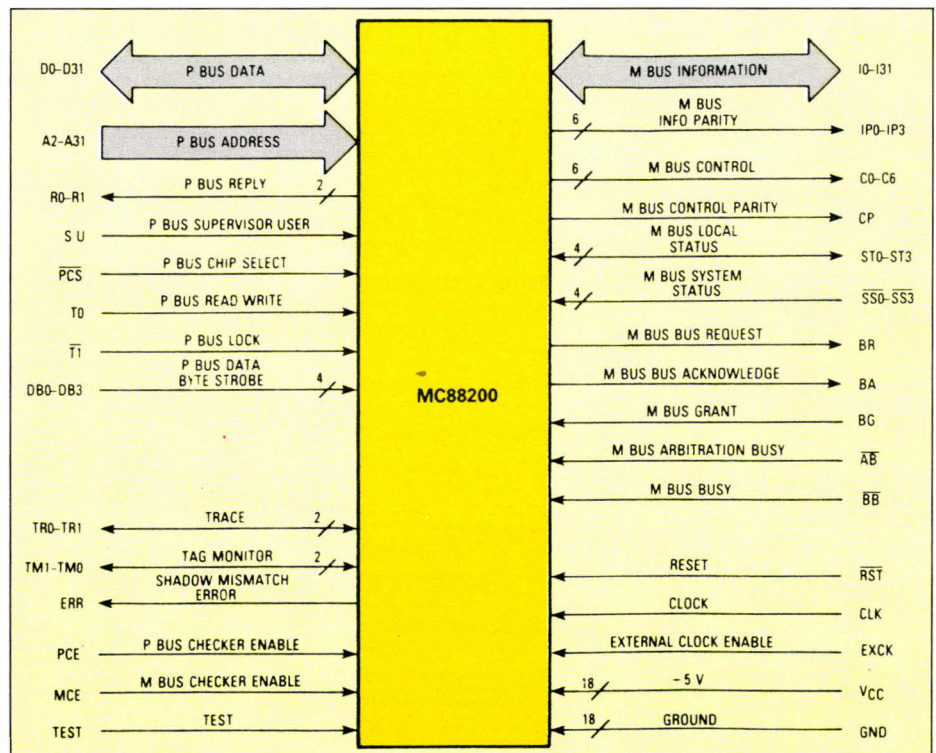 D0–D31 P BUS DATA
A2–A31 P BUS ADDRESS
R0–R1 P BUS REPLY 2
S U P BUS SUPERVISOR USER
PCS P BUS CHIP SELECT
T0 P BUS READ WRITE
T1 P BUS LOCK
P BUS DATA
DB0–DB3 BYTE STROBE 4
TR0–TR1 TRACE 2
TM1–TM0 TAG MONITOR 2
SHADOW MISMATCH
ERR ERROR
PCE P BUS CHECKER ENABLE
MCE M BUS CHECKER ENABLE
TEST TEST
MC88200
M BUS INFORMATION I0–I31
M BUS
6 INFO PARITY IP0–IP3
6 M BUS CONTROL C0–C6
M BUS CONTROL PARITY CP
M BUS LOCAL
4 STATUS ST0–ST3
M BUS SYSTEM
4 STATUS SS0–SS3
M BUS BUS REQUEST BR
M BUS BUS ACKNOWLEDGE BA
M BUS GRANT BG
M BUS ARBITRATION BUSY AB
M BUS BUSY BB
RESET RST
CLOCK CLK
EXTERNAL CLOCK ENABLE EXCK
18 –5 V VCC
18 GROUND GND